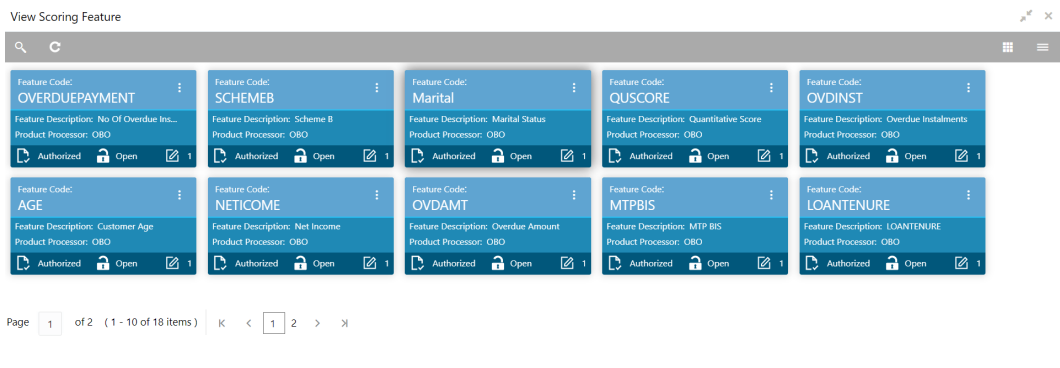 View Scoring Feature
Feature Code:
OVERDUEPAYMENT
Feature Description: No Of Overdue Ins...
Product Processor: OBO
Authorized Open 1
Feature Code:
SCHEMEB
Feature Description: Scheme B
Product Processor: OBO
Authorized Open 1
Feature Code:
Marital
Feature Description: Marital Status
Product Processor: OBO
Authorized Open 1
Feature Code:
QUSCORE
Feature Description: Quantitative Score
Product Processor: OBO
Authorized Open 1
Feature Code:
OVDINST
Feature Description: Overdue Instalments
Product Processor: OBO
Authorized Open 1
Feature Code:
AGE
Feature Description: Customer Age
Product Processor: OBO
Authorized Open 1
Feature Code:
NETICOME
Feature Description: Net Income
Product Processor: OBO
Authorized Open 1
Feature Code:
OVDAMT
Feature Description: Overdue Amount
Product Processor: OBO
Authorized Open 1
Feature Code:
MTPBIS
Feature Description: MTP BIS
Product Processor: OBO
Authorized Open 1
Feature Code:
LOANTENURE
Feature Description: LOANTENURE
Product Processor: OBO
Authorized Open 1
Page 1 of 2 ( 1 - 10 of 18 items ) 1 2